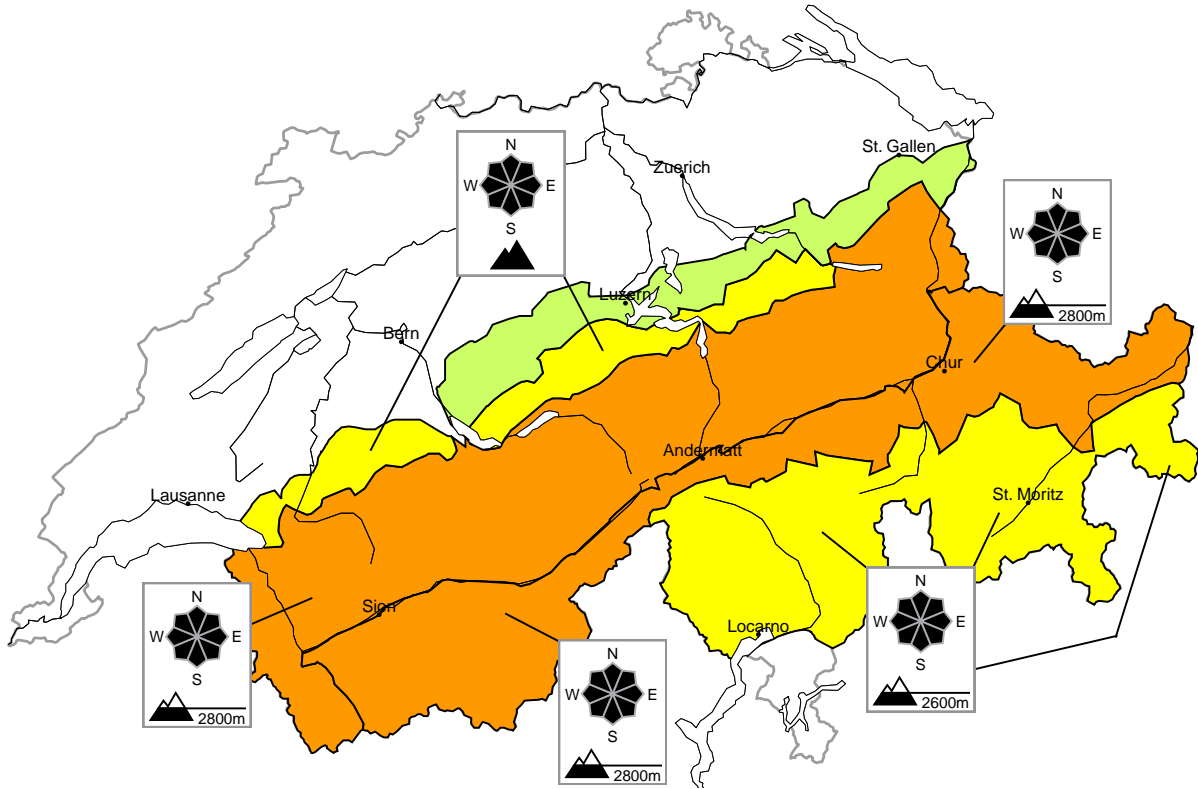 N
W E
S
St. Gallen
Zuerich
N
W E
S
2800m
Luzern
Bern
Chur
Andermatt
Lausanne
St. Moritz
N
W E
S
2800m
Sion
Locarno
N
W E
S
2600m
N
W E
S
2800m